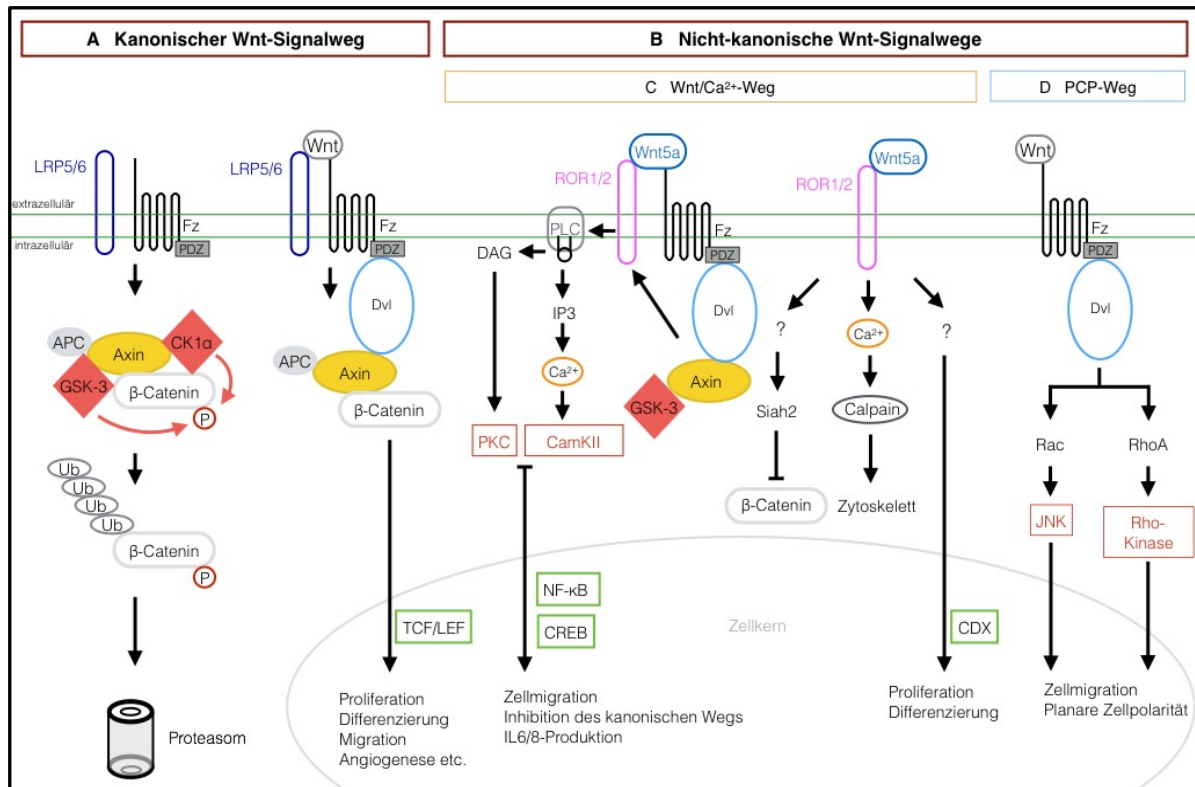 A Kanonischer Wnt-Signalweg
B Nicht-kanonische Wnt-Signalwege
C Wnt/Ca²⁺-Weg
D PCP-Weg
LRP5/6
extrazellulär
intrazellulär
Fz
PDZ
APC
Axin
CK1α
GSK-3
β-Catenin
P
Ub
Ub
Ub
Ub
β-Catenin
P
Proteasom
LRP5/6
Wnt
Fz
PDZ
Dvl
APC
Axin
β-Catenin
TCF/LEF
Proliferation
Differenzierung
Migration
Angiogenese etc.
Wnt5a
ROR1/2
PLC
Fz
PDZ
DAG
Dvl
IP3
Ca²⁺
Axin
GSK-3
PKC
CamKII
NF-κB
CREB
Zellmigration
Inhibition des kanonischen Wegs
IL6/8-Produktion
Wnt5a
ROR1/2
?
Ca²⁺
?
Siah2
Calpain
β-Catenin
Zytoskelett
Zellkern
CDX
Proliferation
Differenzierung
Wnt
Fz
PDZ
Dvl
Rac
RhoA
JNK
Rho-
Kinase
Zellmigration
Planare Zellpolarität